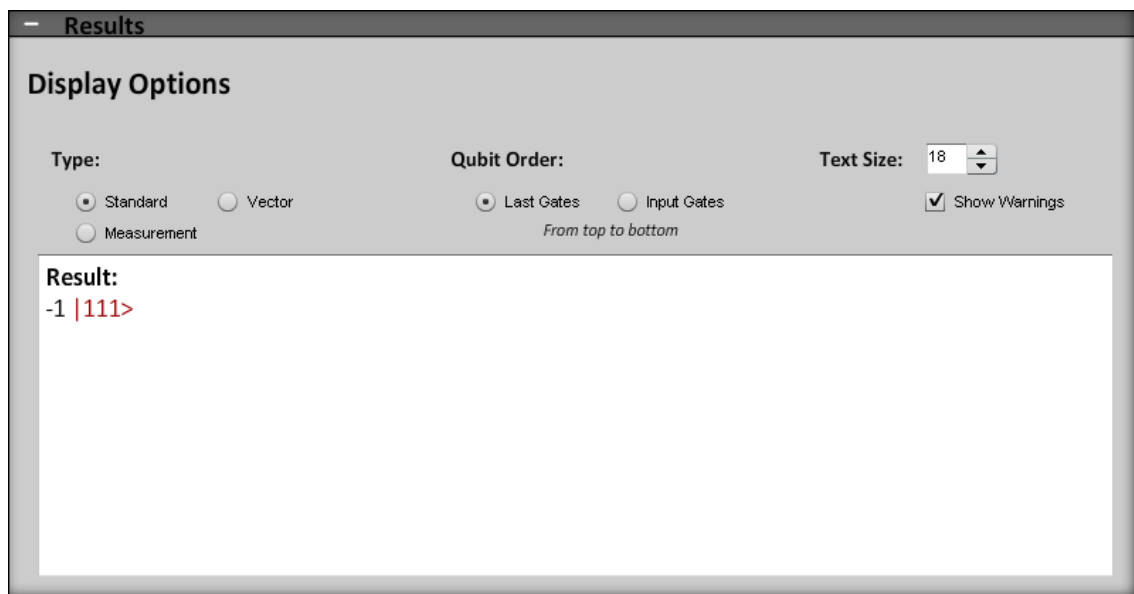 Results
Display Options
Type: Qubit Order: Text Size: 18
Standard Vector Last Gates Input Gates Show Warnings
Measurement From top to bottom
Result:
-1 |111>